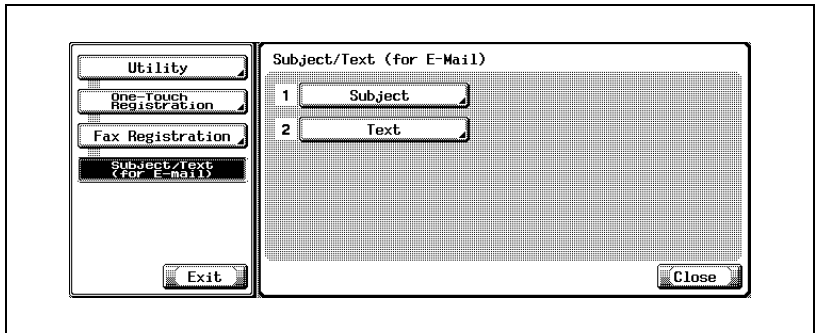 Utility
One-Touch
Registration
Fax Registration
Subject/Text
(for E-mail)
Exit
Subject/Text (for E-Mail)
1 Subject
2 Text
Close